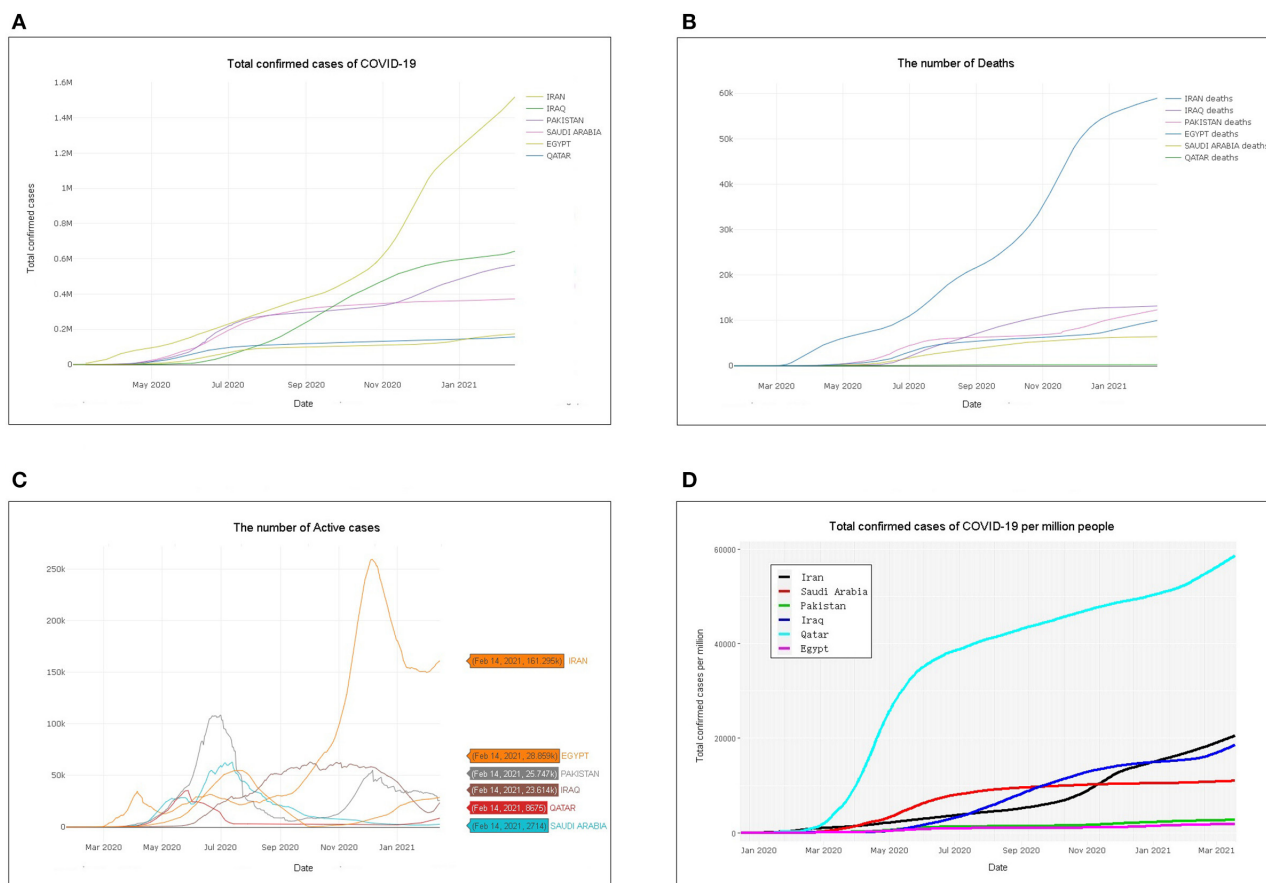 A
Total confirmed cases of COVID-19
1.6M
1.4M
1.2M
1M
0.8M
0.6M
0.4M
0.2M
0
Total confirmed cases
IRAN
IRAQ
PAKISTAN
SAUDI ARABIA
EGYPT
QATAR
May 2020 Jul 2020 Sep 2020 Nov 2020 Jan 2021
Date
B
The number of Deaths
60k
50k
40k
30k
20k
10k
0
IRAN deaths
IRAQ deaths
PAKISTAN deaths
EGYPT deaths
SAUDI ARABIA deaths
QATAR deaths
Mar 2020 May 2020 Jul 2020 Sep 2020 Nov 2020 Jan 2021
Date
C
The number of Active cases
250k
200k
150k
100k
50k
0
(Feb 14, 2021, 161.295k) IRAN
(Feb 14, 2021, 28.859k) EGYPT
(Feb 14, 2021, 25.747k) PAKISTAN
(Feb 14, 2021, 23.614k) IRAQ
(Feb 14, 2021, 8675) QATAR
(Feb 14, 2021, 2714) SAUDI ARABIA
Mar 2020 May 2020 Jul 2020 Sep 2020 Nov 2020 Jan 2021
Date
D
Total confirmed cases of COVID-19 per million people
60000
40000
20000
0
Total confirmed cases per million
Iran
Saudi Arabia
Pakistan
Iraq
Qatar
Egypt
Jan 2020 Mar 2020 May 2020 Jul 2020 Sep 2020 Nov 2020 Jan 2021 Mar 2021
Date